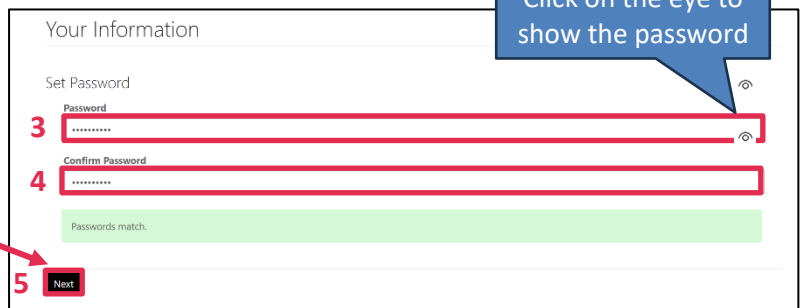 Click on the eye to
show the password
Your Information
Set Password
Password
3
••••••••••
Confirm Password
4
••••••••••
Passwords match.
5
Next